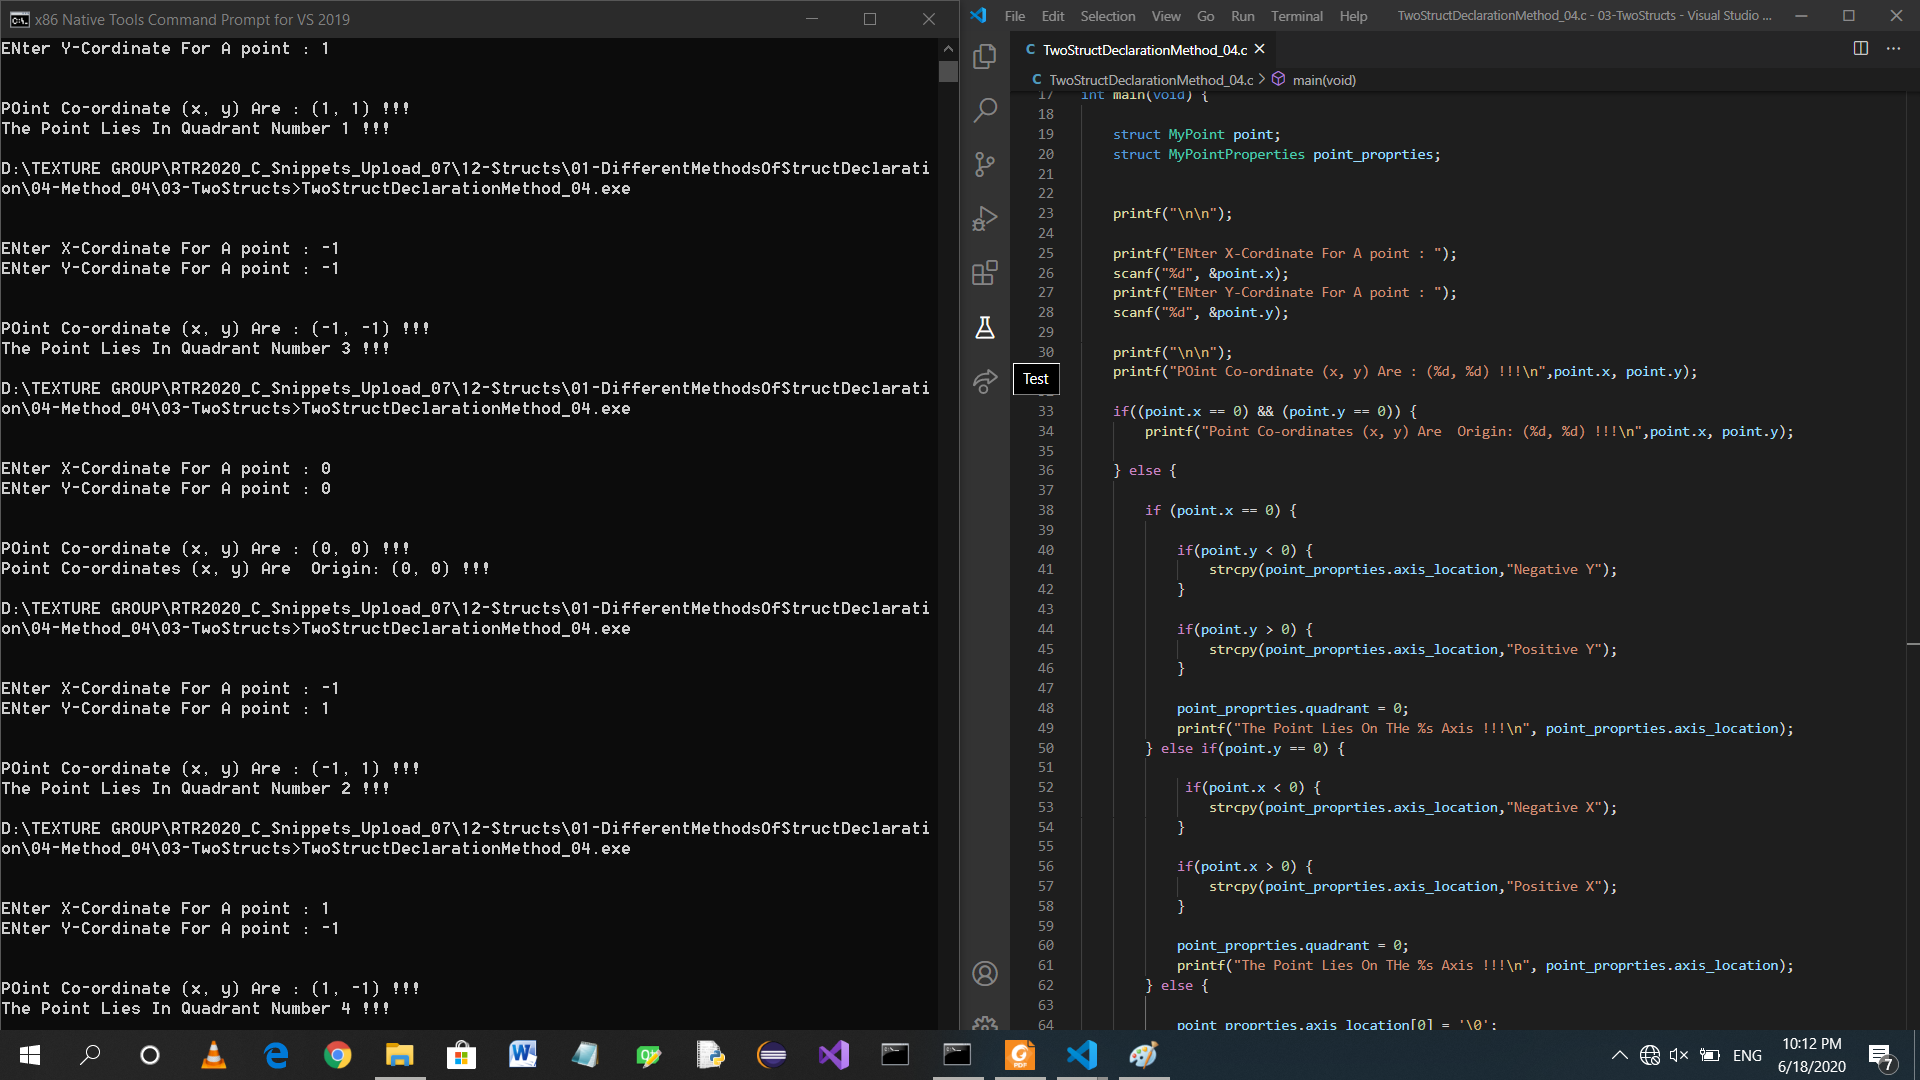 x86 Native Tools Command Prompt for VS 2019
ENter Y-Cordinate For A point : 1
POint Co-ordinate (x, y) Are : (1, 1) !!!
The Point Lies In Quadrant Number 1 !!!
D:\TEXTURE GROUP\RTR2020_C_Snippets_Upload_07\12-Structs\01-DifferentMethodsOfStructDeclarati
on\04-Method_04\03-TwoStructs>TwoStructDeclarationMethod_04.exe
ENter X-Cordinate For A point : -1
ENter Y-Cordinate For A point : -1
POint Co-ordinate (x, y) Are : (-1, -1) !!!
The Point Lies In Quadrant Number 3 !!!
D:\TEXTURE GROUP\RTR2020_C_Snippets_Upload_07\12-Structs\01-DifferentMethodsOfStructDeclarati
on\04-Method_04\03-TwoStructs>TwoStructDeclarationMethod_04.exe
ENter X-Cordinate For A point : 0
ENter Y-Cordinate For A point : 0
POint Co-ordinate (x, y) Are : (0, 0) !!!
Point Co-ordinates (x, y) Are  Origin: (0, 0) !!!
D:\TEXTURE GROUP\RTR2020_C_Snippets_Upload_07\12-Structs\01-DifferentMethodsOfStructDeclarati
on\04-Method_04\03-TwoStructs>TwoStructDeclarationMethod_04.exe
ENter X-Cordinate For A point : -1
ENter Y-Cordinate For A point : 1
POint Co-ordinate (x, y) Are : (-1, 1) !!!
The Point Lies In Quadrant Number 2 !!!
D:\TEXTURE GROUP\RTR2020_C_Snippets_Upload_07\12-Structs\01-DifferentMethodsOfStructDeclarati
on\04-Method_04\03-TwoStructs>TwoStructDeclarationMethod_04.exe
ENter X-Cordinate For A point : 1
ENter Y-Cordinate For A point : -1
POint Co-ordinate (x, y) Are : (1, -1) !!!
The Point Lies In Quadrant Number 4 !!!
File Edit Selection View Go Run Terminal Help TwoStructDeclarationMethod_04.c - 03-TwoStructs - Visual Studio ...
C TwoStructDeclarationMethod_04.c
C TwoStructDeclarationMethod_04.c > main(void)
Test
17 int main(void) {
18
19 struct MyPoint point;
20 struct MyPointProperties point_proprties;
21
22
23 printf("\n\n");
24
25 printf("ENter X-Cordinate For A point : ");
26 scanf("%d", &point.x);
27 printf("ENter Y-Cordinate For A point : ");
28 scanf("%d", &point.y);
29
30 printf("\n\n");
printf("POint Co-ordinate (x, y) Are : (%d, %d) !!!\n",point.x, point.y);
33 if((point.x == 0) && (point.y == 0)) {
34 printf("Point Co-ordinates (x, y) Are  Origin: (%d, %d) !!!\n",point.x, point.y);
35
36 } else {
37
38 if (point.x == 0) {
39
40 if(point.y < 0) {
41 strcpy(point_proprties.axis_location,"Negative Y");
42 }
43
44 if(point.y > 0) {
45 strcpy(point_proprties.axis_location,"Positive Y");
46 }
47
48 point_proprties.quadrant = 0;
49 printf("The Point Lies On THe %s Axis !!!\n", point_proprties.axis_location);
50 } else if(point.y == 0) {
51
52 if(point.x < 0) {
53 strcpy(point_proprties.axis_location,"Negative X");
54 }
55
56 if(point.x > 0) {
57 strcpy(point_proprties.axis_location,"Positive X");
58 }
59
60 point_proprties.quadrant = 0;
61 printf("The Point Lies On THe %s Axis !!!\n", point_proprties.axis_location);
62 } else {
63
64 point_proprties.axis_location[0] = '\0';
ENG
10:12 PM
6/18/2020
7